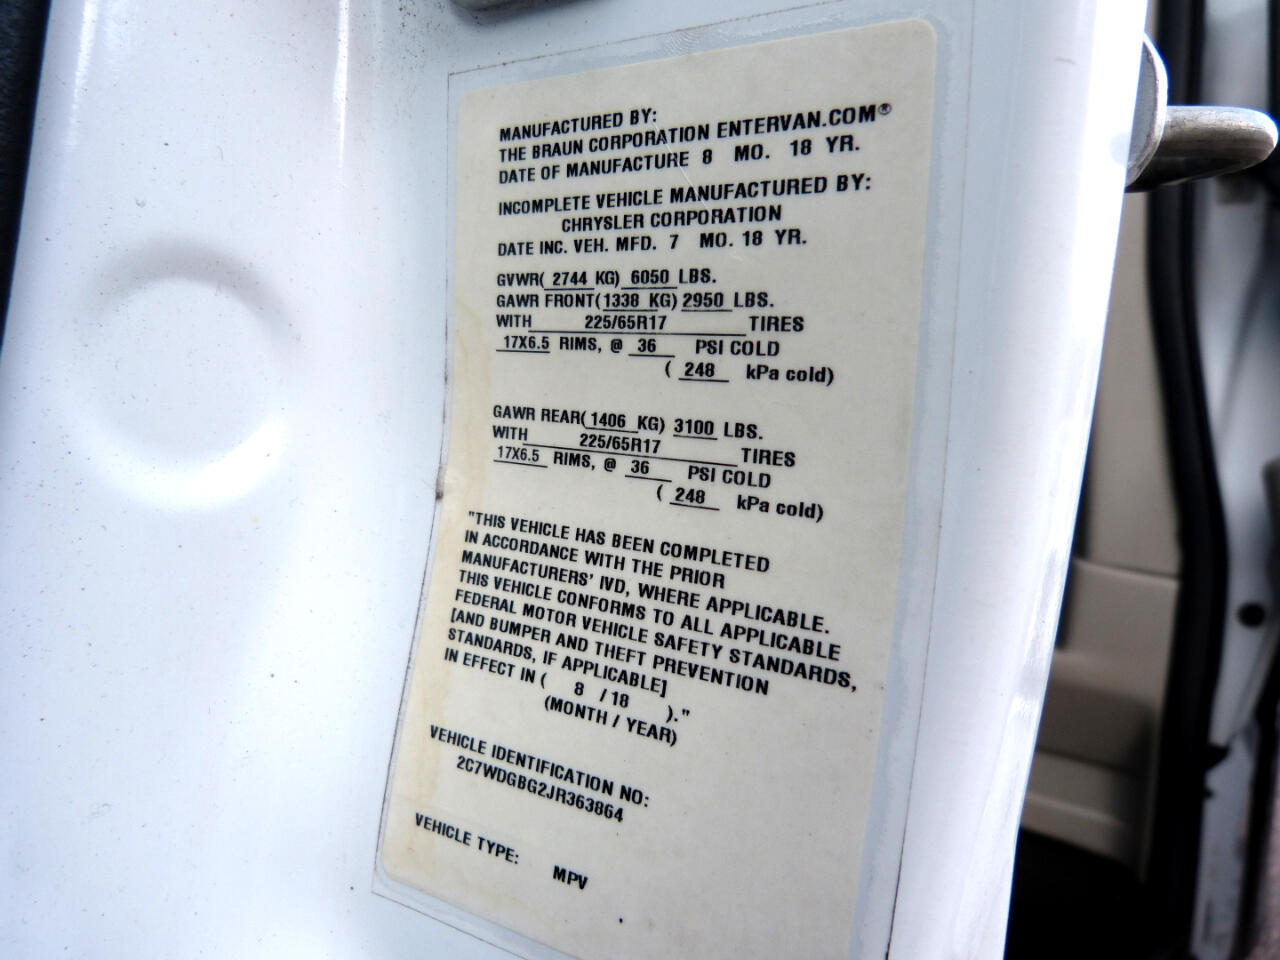 MANUFACTURED BY:
THE BRAUN CORPORATION ENTERVAN.COM®
DATE OF MANUFACTURE 8 MO. 18 YR.
INCOMPLETE VEHICLE MANUFACTURED BY:
CHRYSLER CORPORATION
DATE INC. VEH. MFD. 7 MO. 18 YR.
GVWR( 2744 KG) 6050 LBS.
GAWR FRONT(1338 KG) 2950 LBS.
WITH 225/65R17 TIRES
17X6.5 RIMS, @ 36 PSI COLD
( 248 kPa cold)
GAWR REAR(1406 KG) 3100 LBS.
WITH 225/65R17 TIRES
17X6.5 RIMS, @ 36 PSI COLD
( 248 kPa cold)
"THIS VEHICLE HAS BEEN COMPLETED
IN ACCORDANCE WITH THE PRIOR
MANUFACTURERS' IVD, WHERE APPLICABLE.
THIS VEHICLE CONFORMS TO ALL APPLICABLE
FEDERAL MOTOR VEHICLE SAFETY STANDARDS,
[AND BUMPER AND THEFT PREVENTION
STANDARDS, IF APPLICABLE]
IN EFFECT IN ( 8 / 18 )."
(MONTH / YEAR)
VEHICLE IDENTIFICATION NO:
2C7WDGBG2JR363864
VEHICLE TYPE: MPV